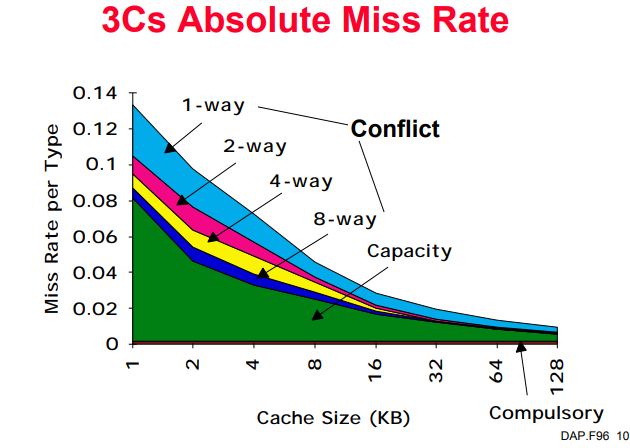 3Cs Absolute Miss Rate
Miss Rate per Type
0.14
0.12
0.1
0.08
0.06
0.04
0.02
0
1-way
Conflict
2-way
4-way
8-way
Capacity
1
2
4
8
16
32
64
128
Cache Size (KB)
Compulsory
DAP.F96 10